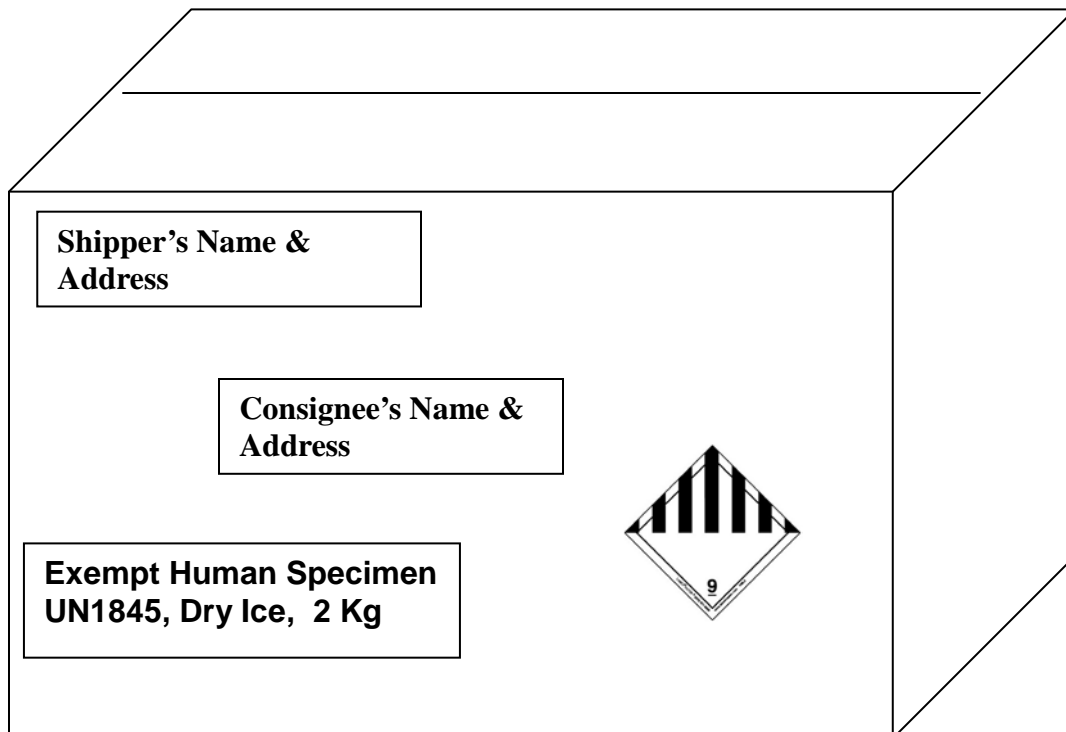 Shipper’s Name &
Address
Consignee’s Name &
Address
9
Exempt Human Specimen
UN1845, Dry Ice,  2 Kg